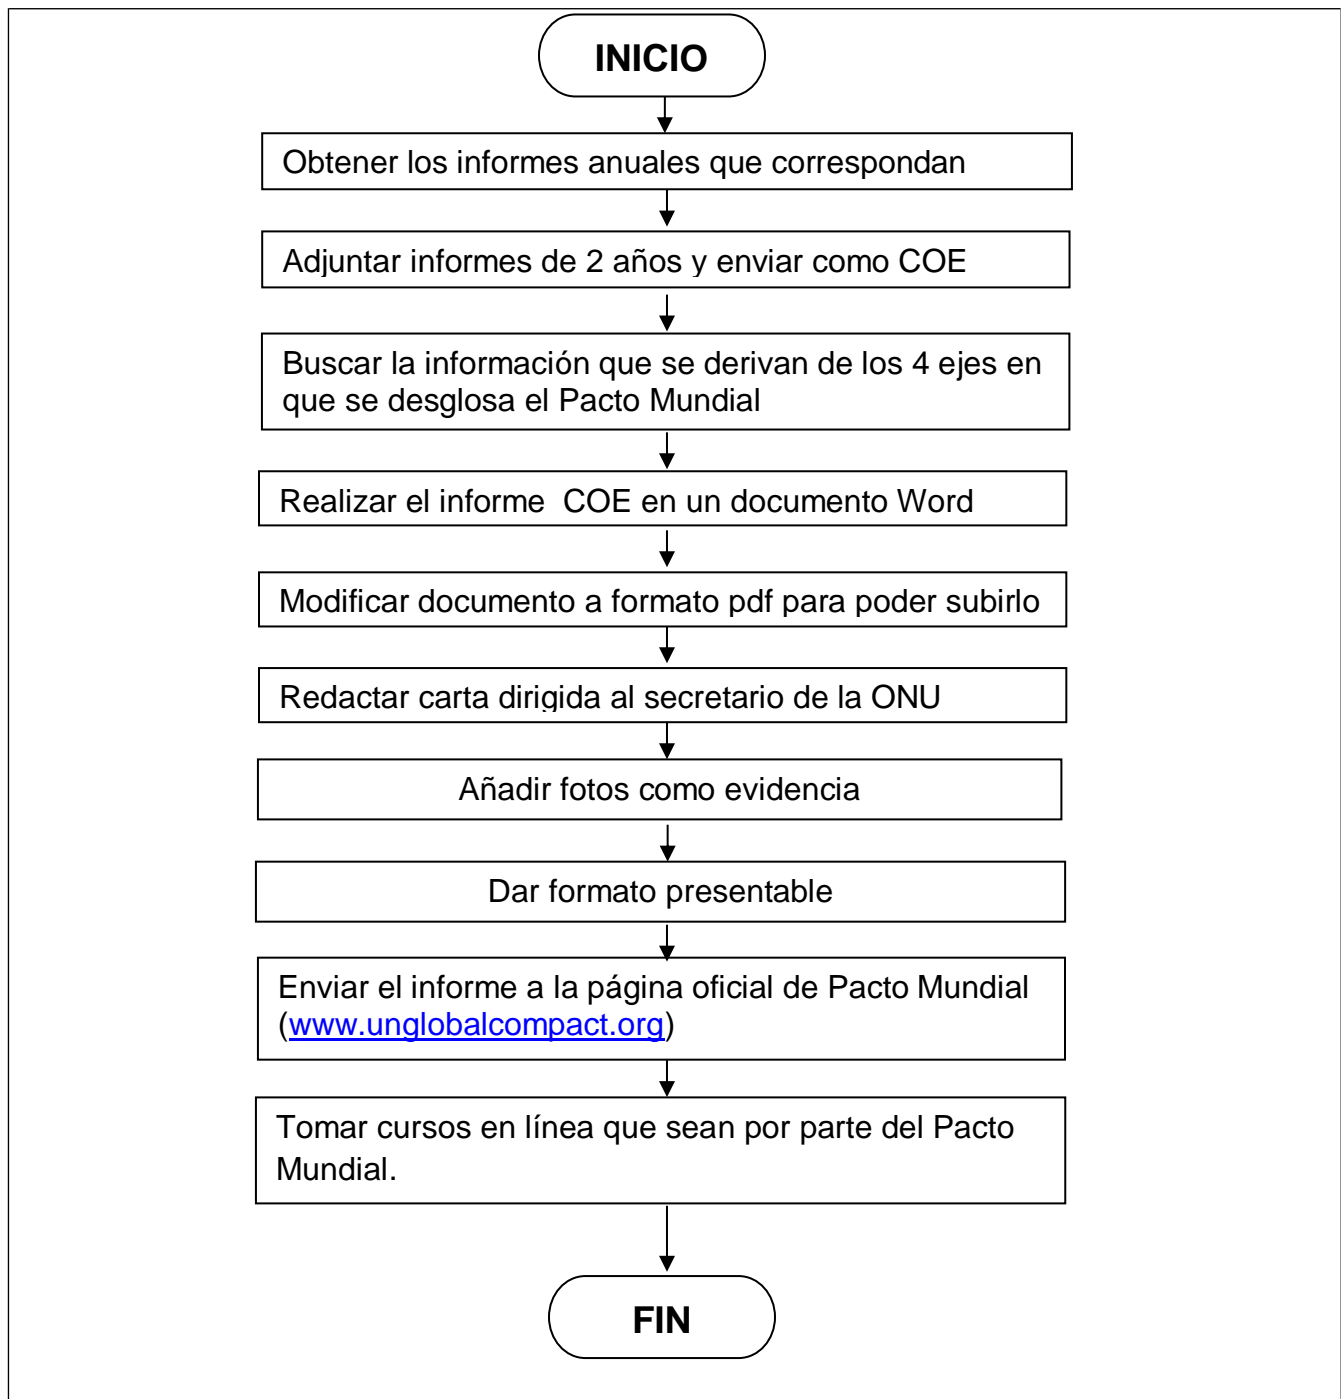 INICIO
Obtener los informes anuales que correspondan
Adjuntar informes de 2 años y enviar como COE
Buscar la información que se derivan de los 4 ejes en
que se desglosa el Pacto Mundial
Realizar el informe  COE en un documento Word
Modificar documento a formato pdf para poder subirlo
Redactar carta dirigida al secretario de la ONU
Añadir fotos como evidencia
Dar formato presentable
Enviar el informe a la página oficial de Pacto Mundial
(www.unglobalcompact.org)
Tomar cursos en línea que sean por parte del Pacto
Mundial.
FIN